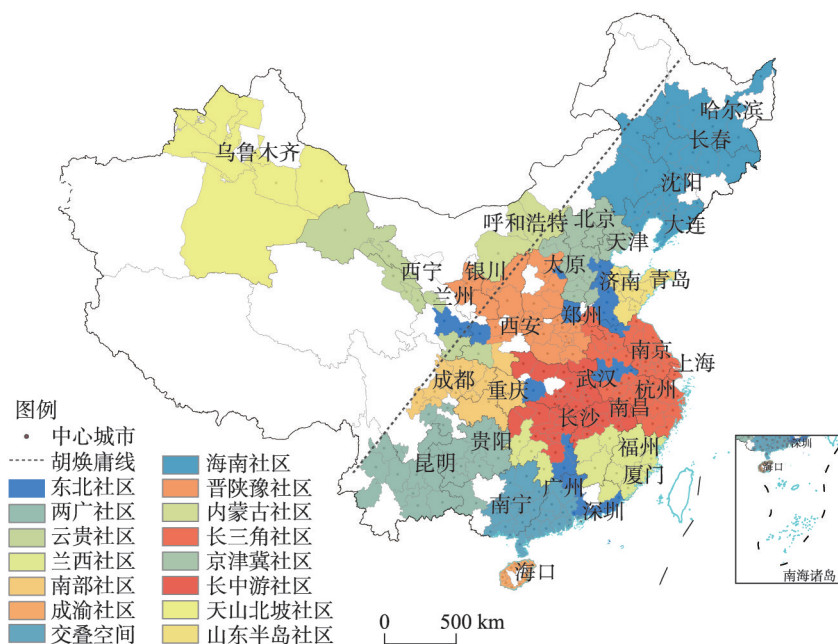 哈尔滨
长春
乌鲁木齐
沈阳
呼和浩特
北京
大连
天津
西宁
银川
太原
济南
青岛
兰州
郑州
西安
南京
上海
成都
重庆
武汉
杭州
长沙
南昌
贵阳
福州
昆明
厦门
广州
南宁
深圳
海口
图例
中心城市
胡焕庸线
东北社区
两广社区
云贵社区
兰西社区
南部社区
成渝社区
交叠空间
海南社区
晋陕豫社区
内蒙古社区
长三角社区
京津冀社区
长中游社区
天山北坡社区
山东半岛社区
0 500 km
深圳
海口
南海诸岛